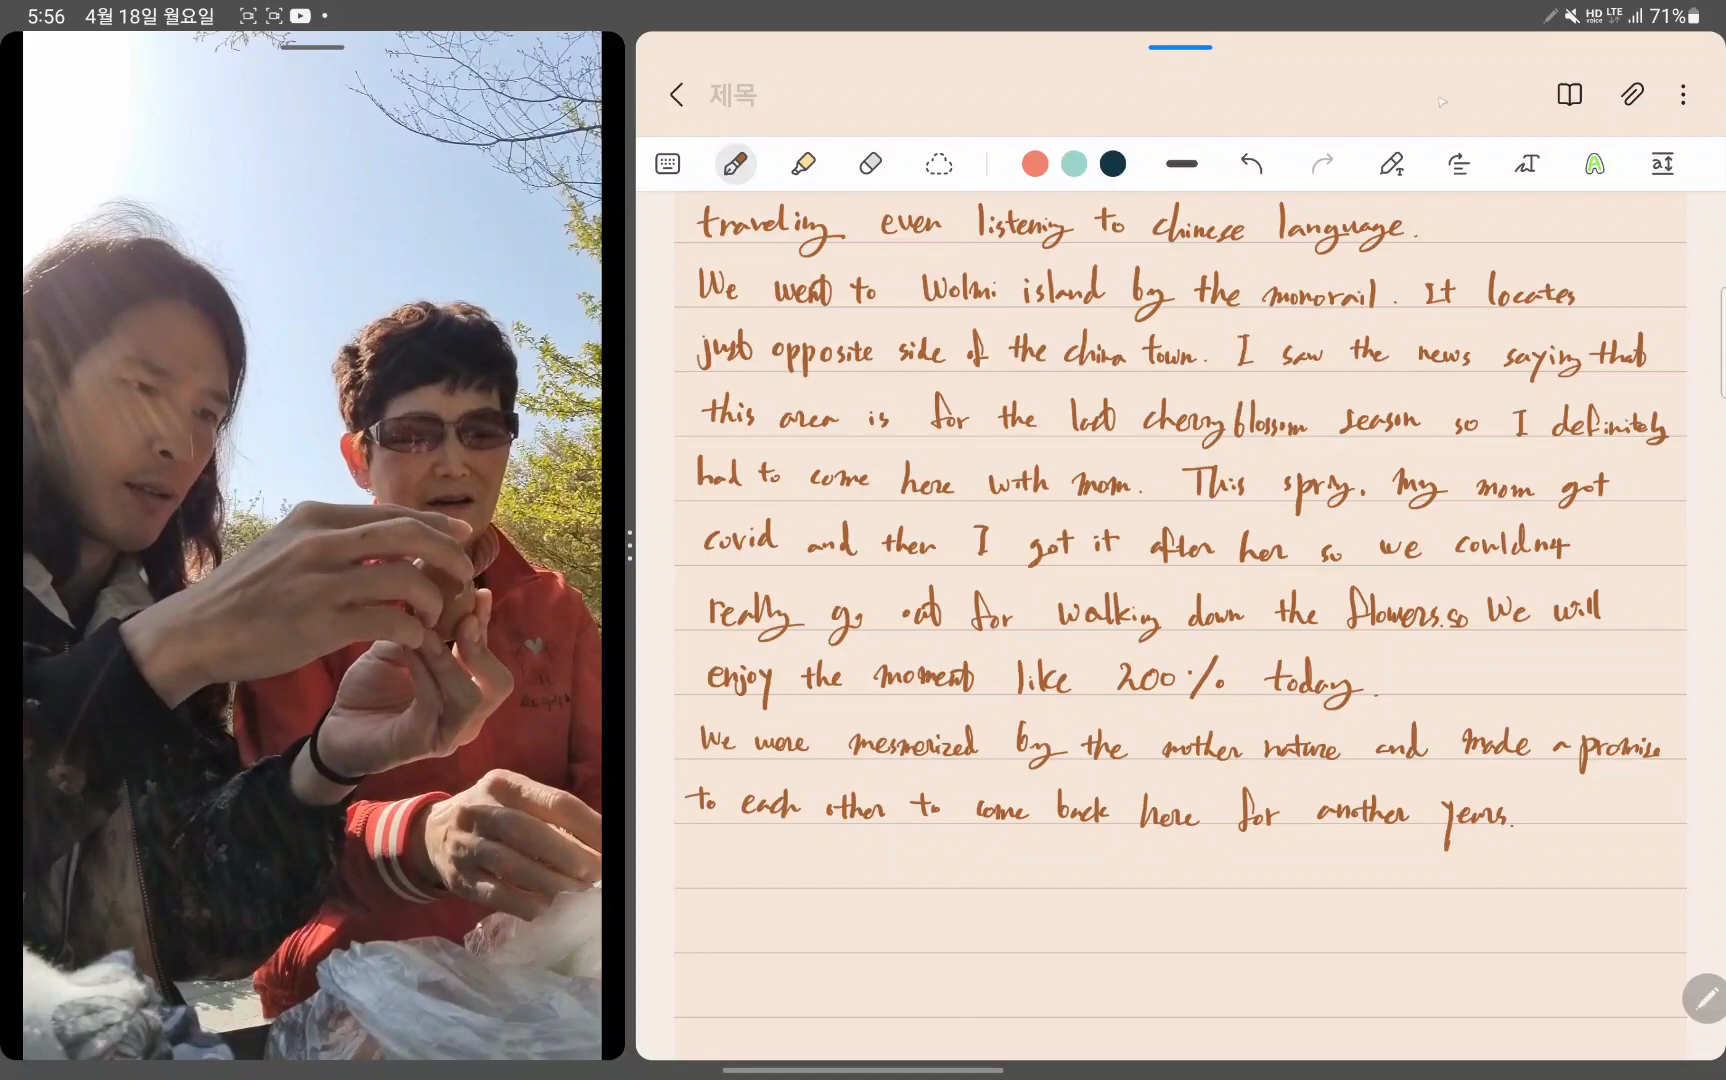 5:56 4월 18일 월요일
HD voice LTE 71%
제목
traveling even listening to chinese language.
We went to Wolmi island by the monorail. It locates
just opposite side of the china town. I saw the news saying that
this area is for the last cherry blossom season so I definitely
had to come here with mom. This spring, my mom got
covid and then I got it after her so we couldn't
really go out for walking down the flowers. so We will
enjoy the moment like 200% today.
We were mesmerized by the mother nature and made a promise
to each other to come back here for another years.